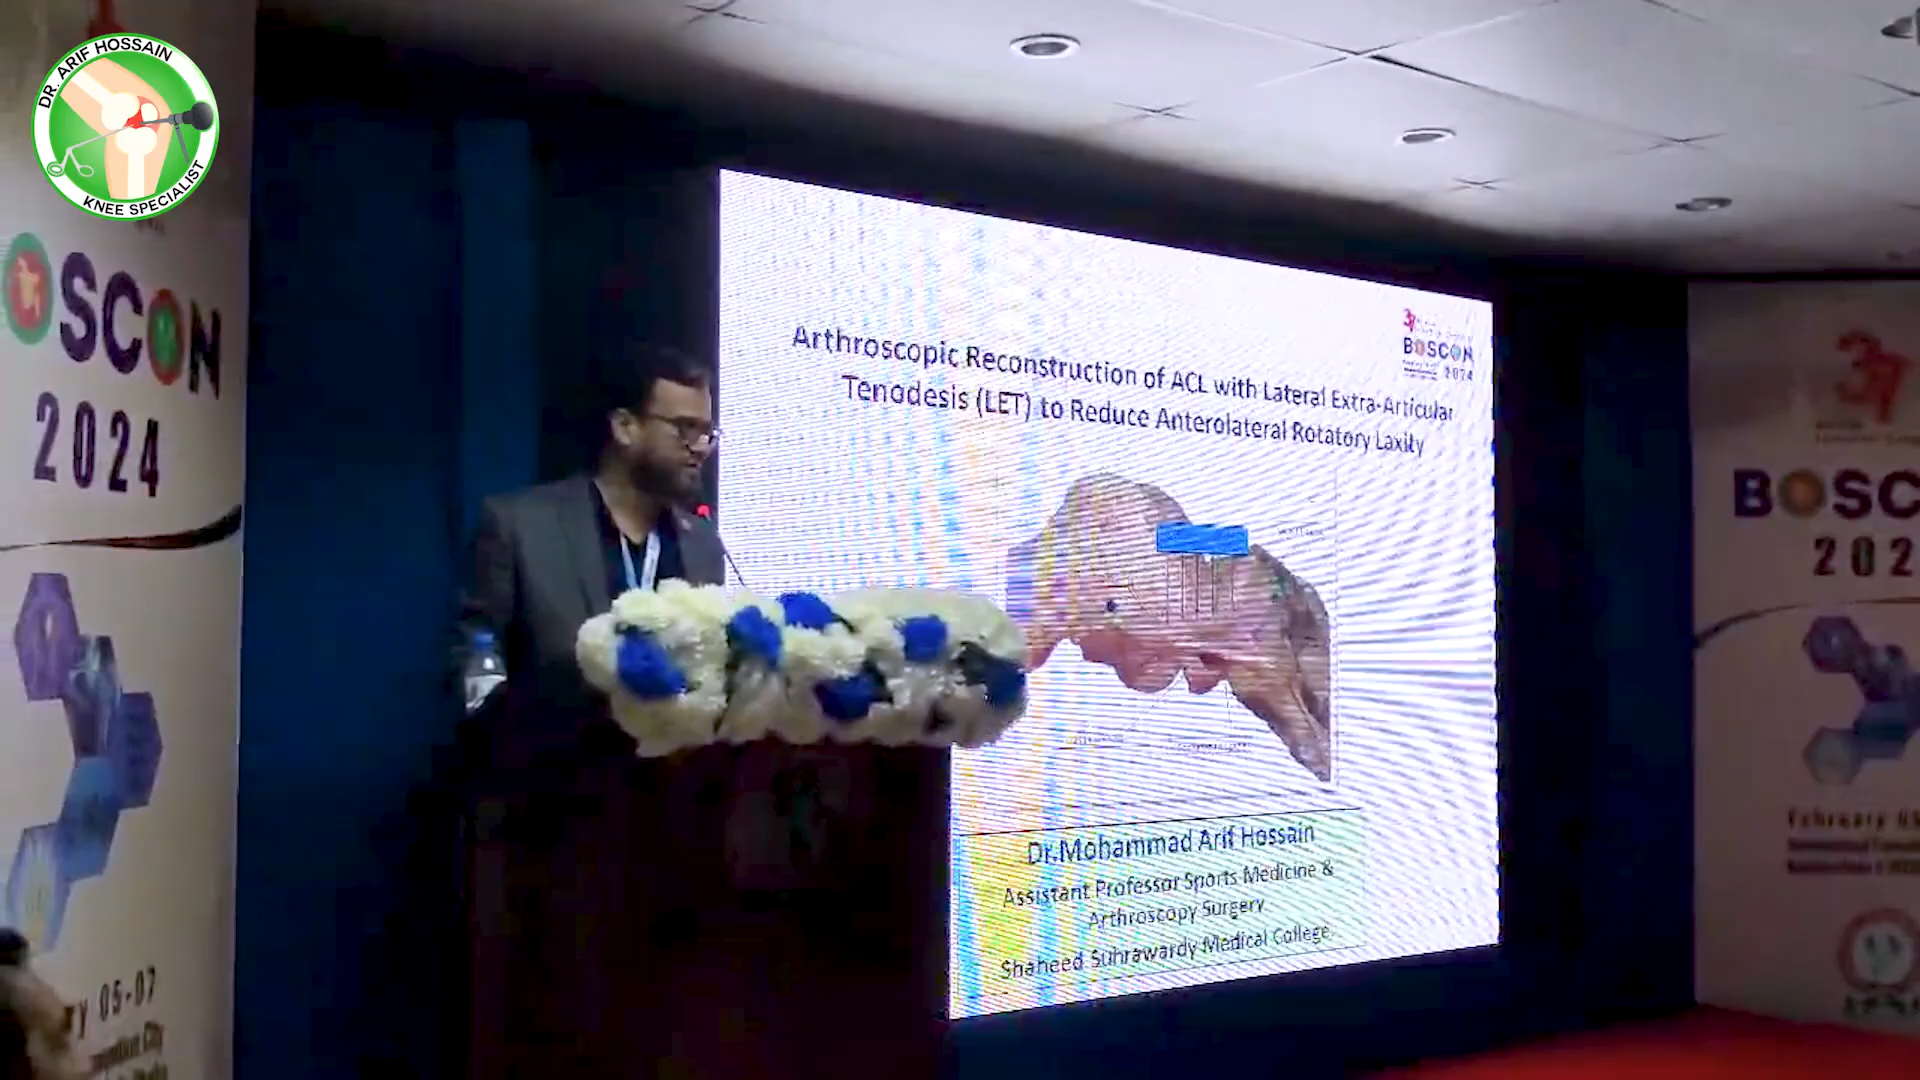 DR. ARIF HOSSAIN
KNEE SPECIALIST
OSCON
2024
05-07
Arthroscopic Reconstruction of ACL with Lateral Extra-Articular
Tenodesis (LET) to Reduce Anterolateral Rotatory Laxity
BOSCON
2024
Dr.Mohammad Arif Hossain
Assistant Professor Sports Medicine &
Arthroscopy Surgery
Shaheed Suhrawardy Medical College.
BOSC
202
February